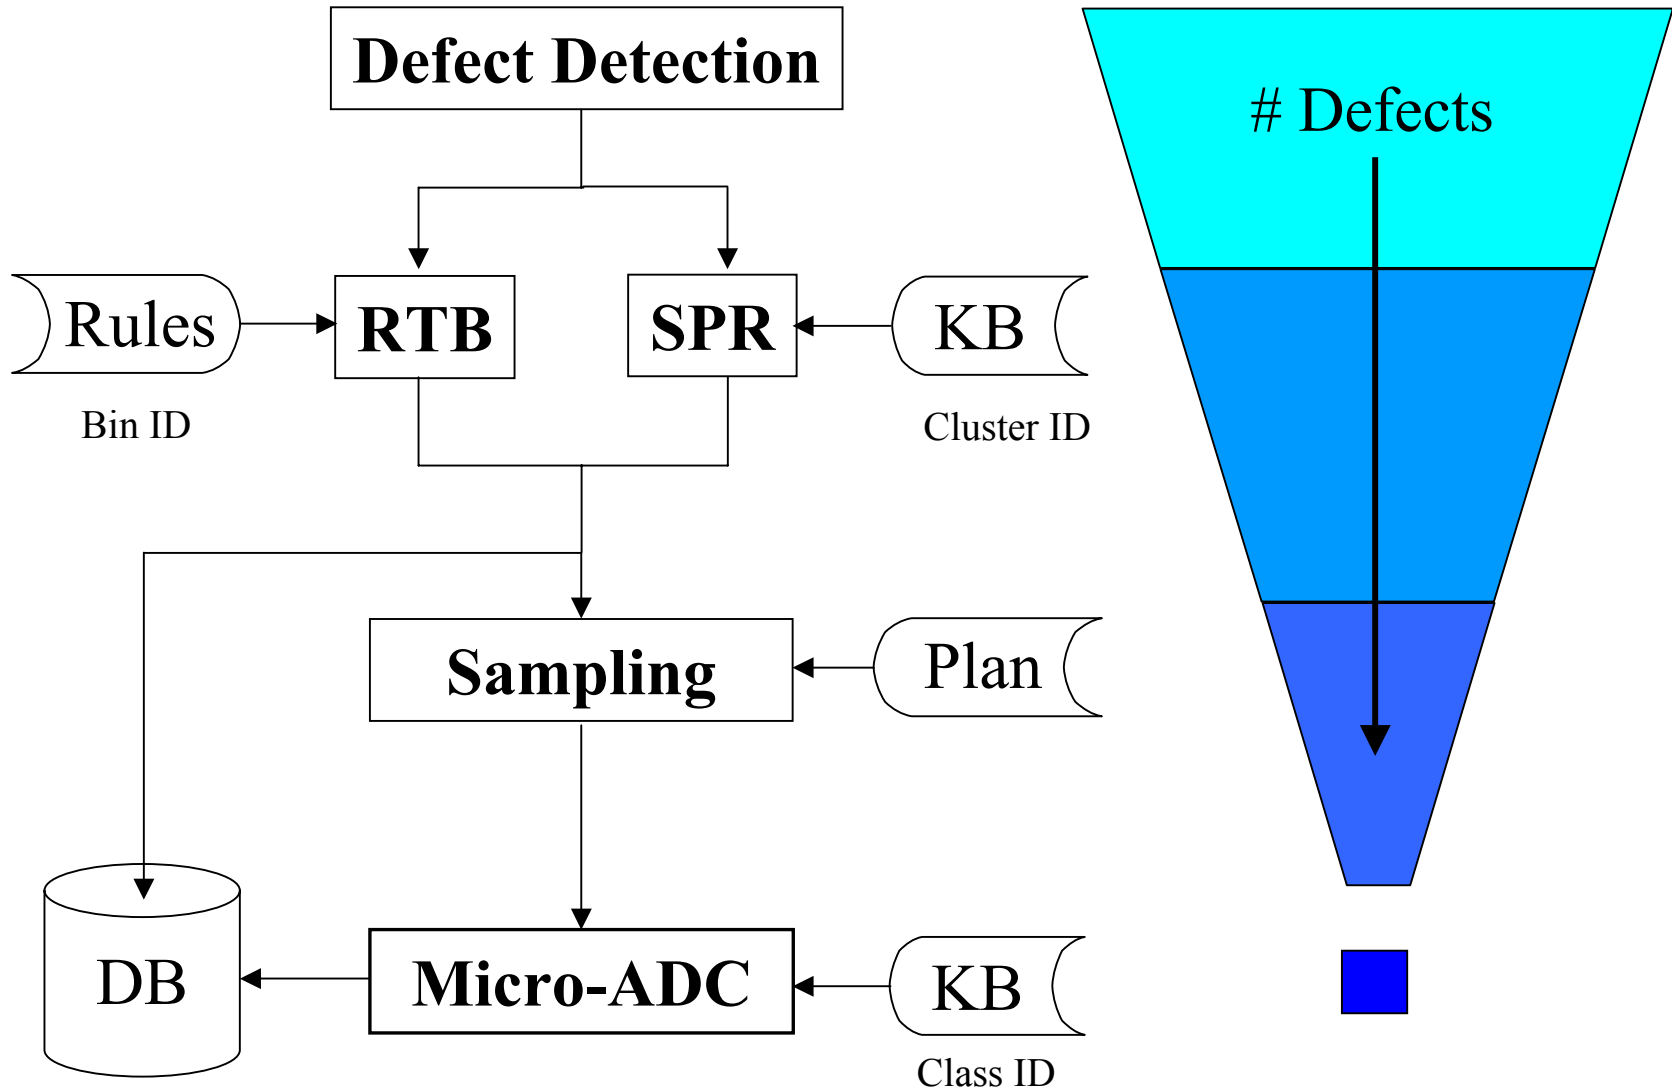 Defect Detection
# Defects
Rules
RTB
SPR
KB
Bin ID
Cluster ID
Sampling
Plan
DB
Micro-ADC
KB
Class ID